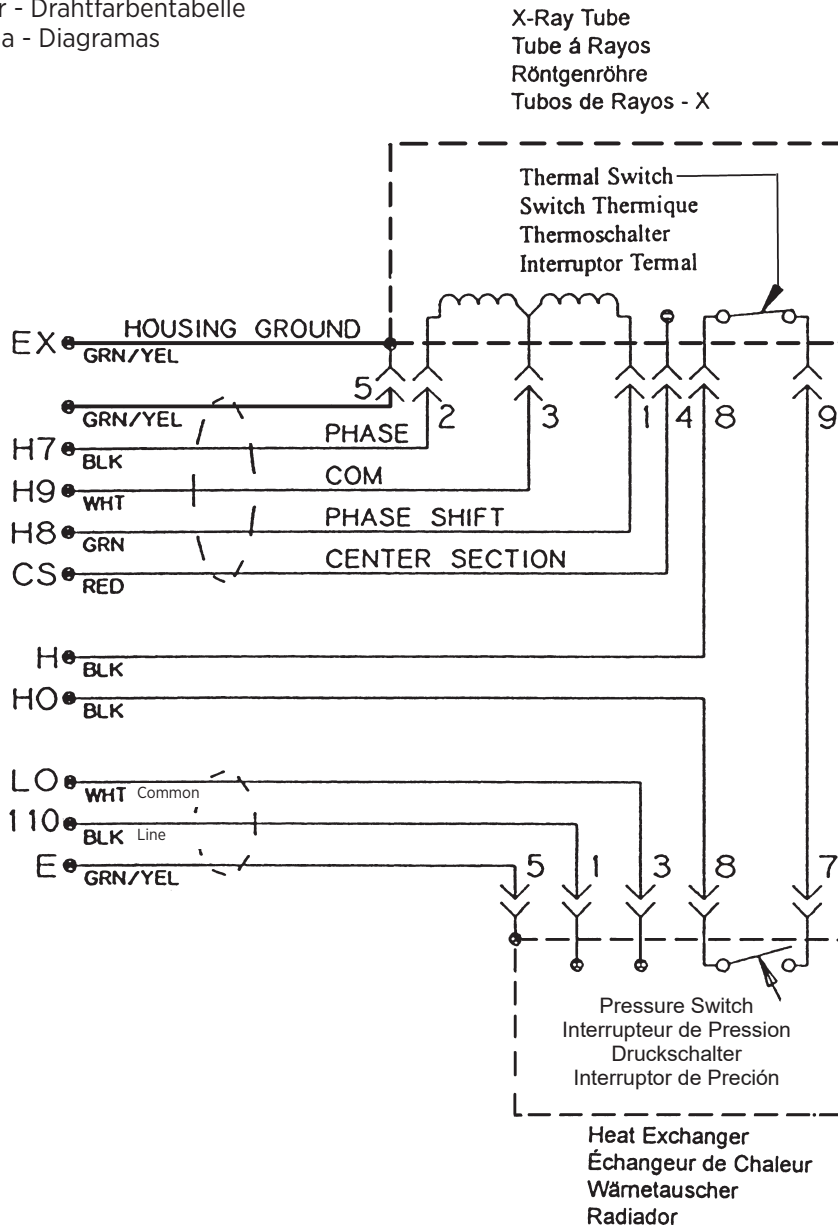 r - Drahtfarbentabelle
a - Diagramas
X-Ray Tube
Tube á Rayos
Röntgenröhre
Tubos de Rayos - X
Thermal Switch
Switch Thermique
Thermoschalter
Interruptor Termal
EX HOUSING GROUND
GRN/YEL
5 2 3 1 4 8 9
GRN/YEL
H7 BLK PHASE
H9 WHT COM
H8 GRN PHASE SHIFT
CS RED CENTER SECTION
H BLK
HO BLK
LO WHT Common
110 BLK Line
E GRN/YEL
5 1 3 8 7
Pressure Switch
Interrupteur de Pression
Druckschalter
Interruptor de Preción
Heat Exchanger
Échangeur de Chaleur
Wärmetauscher
Radiador